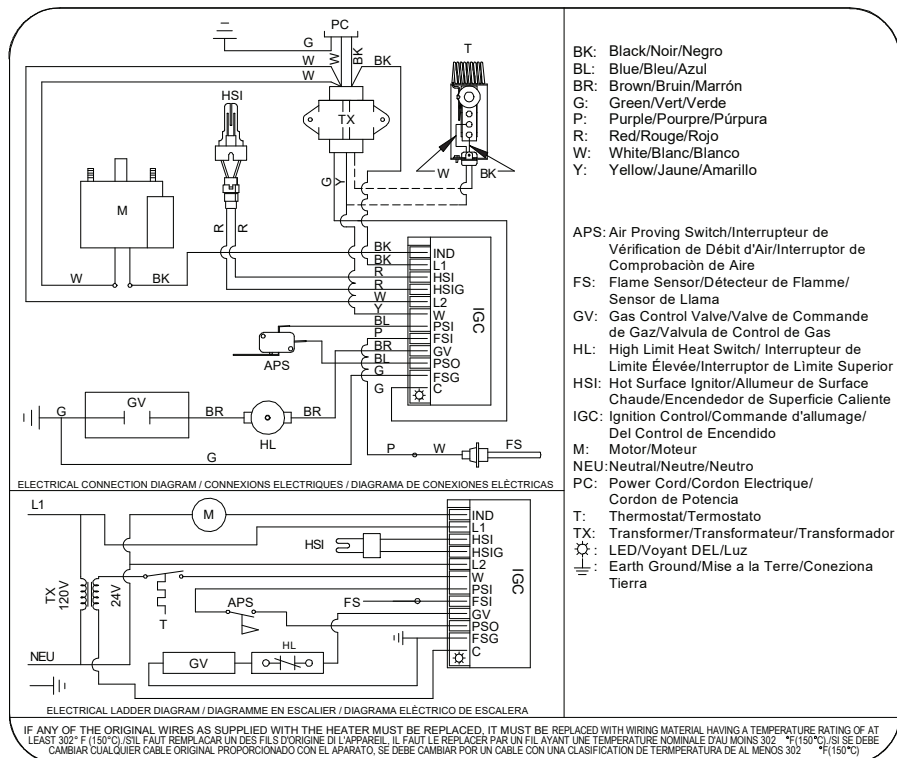 PC
G
W
BK
W
W
BK
T
HSI
TX
W
BK
G
Y
M
R
R
W
BK
BK
BK
R
R
W
Y
BL
P
BR
BL
G
G
IND
L1
HSI
HSIG
L2
W
PSI
FSI
GV
PSO
FSG
C
IGC
APS
G
GV
BR
HL
BR
G
P
W
FS
ELECTRICAL CONNECTION DIAGRAM / CONNEXIONS ELECTRIQUES / DIAGRAMA DE CONEXIONES ELÈCTRICAS
L1
M
HSI
TX
120V
24V
T
APS
FS
HL
GV
NEU
IND
L1
HSI
HSIG
L2
W
PSI
FSI
GV
PSO
FSG
C
IGC
ELECTRICAL LADDER DIAGRAM / DIAGRAMME EN ESCALIER / DIAGRAMA ELÈCTRICO DE ESCALERA
BK: Black/Noir/Negro
BL: Blue/Bleu/Azul
BR: Brown/Bruin/Marrón
G: Green/Vert/Verde
P: Purple/Pourpre/Púrpura
R: Red/Rouge/Rojo
W: White/Blanc/Blanco
Y: Yellow/Jaune/Amarillo
APS: Air Proving Switch/Interrupteur de
Vérification de Débit d'Air/Interruptor de
Comprobaciòn de Aire
FS: Flame Sensor/Détecteur de Flamme/
Sensor de Llama
GV: Gas Control Valve/Valve de Commande
de Gaz/Valvula de Control de Gas
HL: High Limit Heat Switch/ Interrupteur de
Limite Élevée/Interruptor de Lìmite Superior
HSI: Hot Surface Ignitor/Allumeur de Surface
Chaude/Encendedor de Superficie Caliente
IGC: Ignition Control/Commande d'allumage/
Del Control de Encendido
M: Motor/Moteur
NEU: Neutral/Neutre/Neutro
PC: Power Cord/Cordon Electrique/
Cordon de Potencia
T: Thermostat/Termostato
TX: Transformer/Transformateur/Transformador
: LED/Voyant DEL/Luz
: Earth Ground/Mise a la Terre/Coneziona
Tierra
IF ANY OF THE ORIGINAL WIRES AS SUPPLIED WITH THE HEATER MUST BE REPLACED, IT MUST BE REPLACED WITH WIRING MATERIAL HAVING A TEMPERATURE RATING OF AT
LEAST 302° F (150°C)./S'IL FAUT REMPLACAR UN DES FILS D'ORIGINE DE L'APPAREIL, IL FAUT LE REPLACER PAR UN FIL AYANT UNE TEMPERATURE NOMINALE D'AU MOINS 302 °F(150°C)./SI SE DEBE
CAMBIAR CUALQUIER CABLE ORIGINAL PROPORCIONADO CON EL APARATO, SE DEBE CAMBIAR POR UN CABLE CON UNA CLASIFICATION DE TERMPERATURA DE AL MENOS 302 °F(150°C)